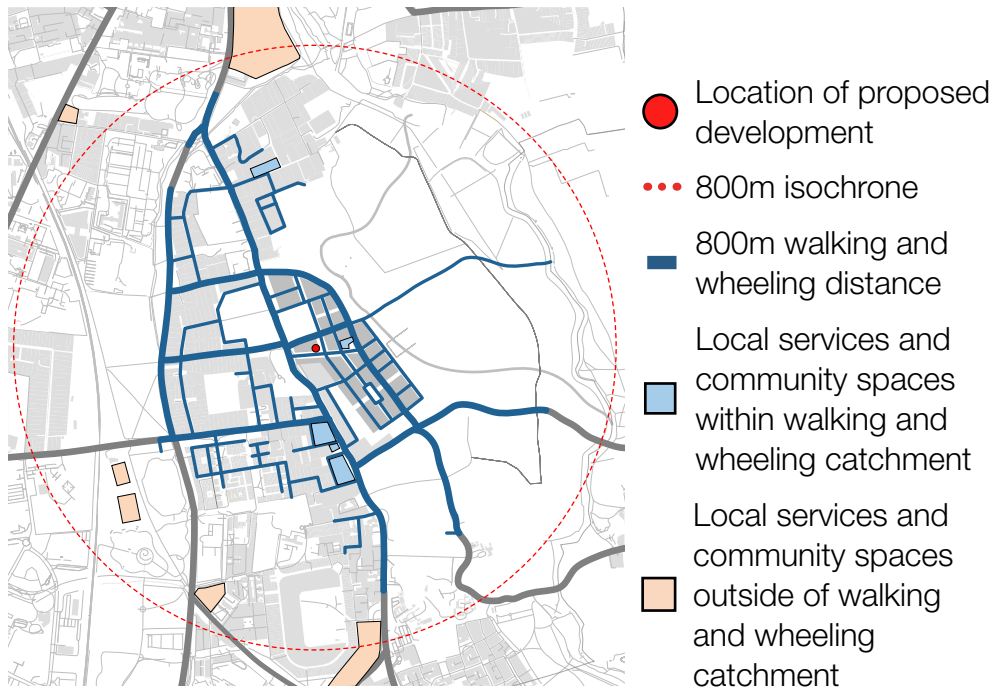 Location of proposed
development
800m isochrone
800m walking and
wheeling distance
Local services and
community spaces
within walking and
wheeling catchment
Local services and
community spaces
outside of walking
and wheeling
catchment